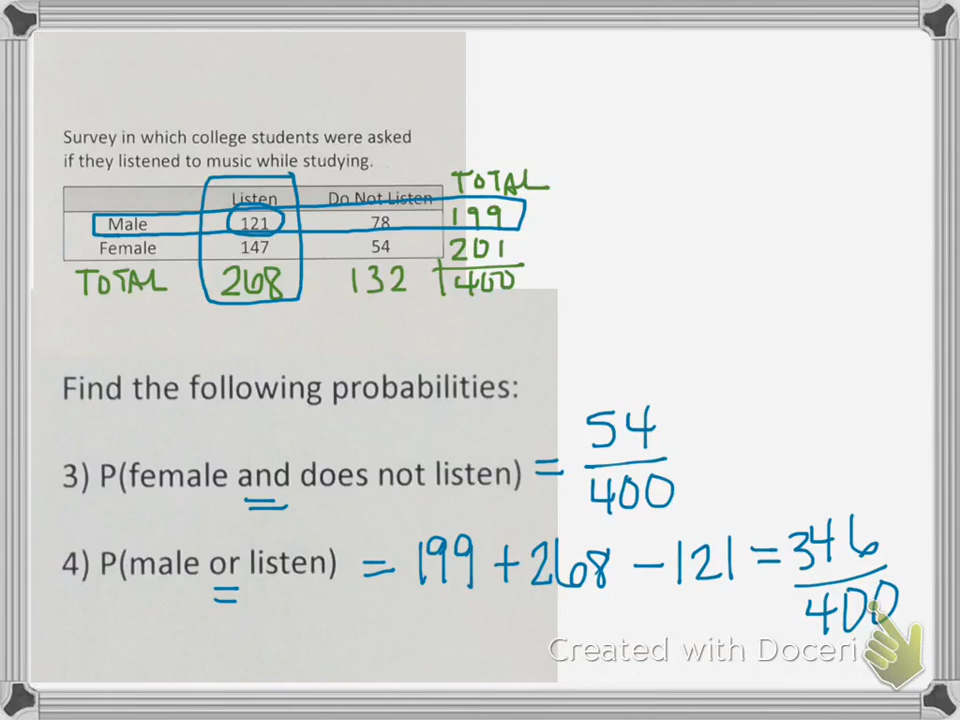 Survey in which college students were asked
if they listened to music while studying.
TOTAL
Listen Do Not Listen
Male 121 78 199
Female 147 54 201
TOTAL 268 132 400
Find the following probabilities:
3) P(female and does not listen) = 54/400
4) P(male or listen) = 199 + 268 - 121 = 346/400
Created with Doceri